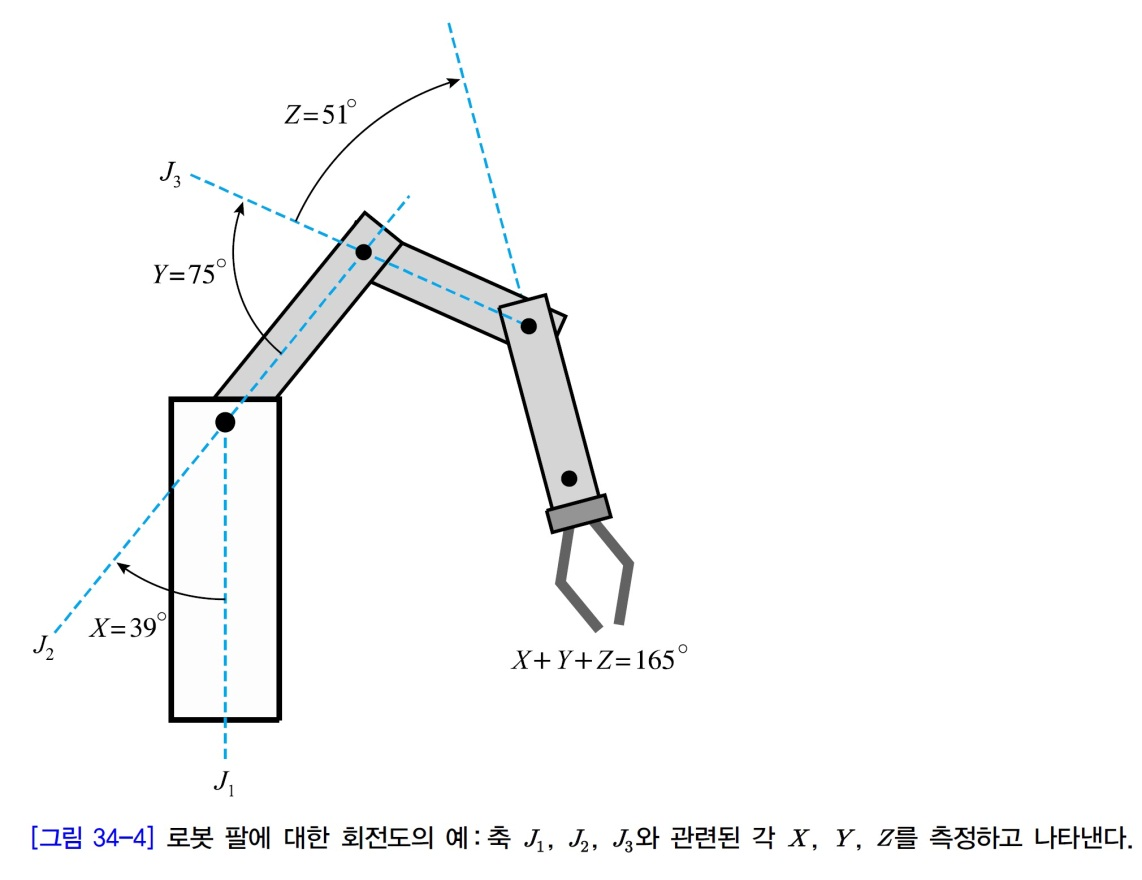 Z=51°
J₃
Y=75°
X=39°
J₂
X+Y+Z=165°
J₁
[그림 34-4] 로봇 팔에 대한 회전도의 예: 축 J₁, J₂, J₃와 관련된 각 X, Y, Z를 측정하고 나타낸다.